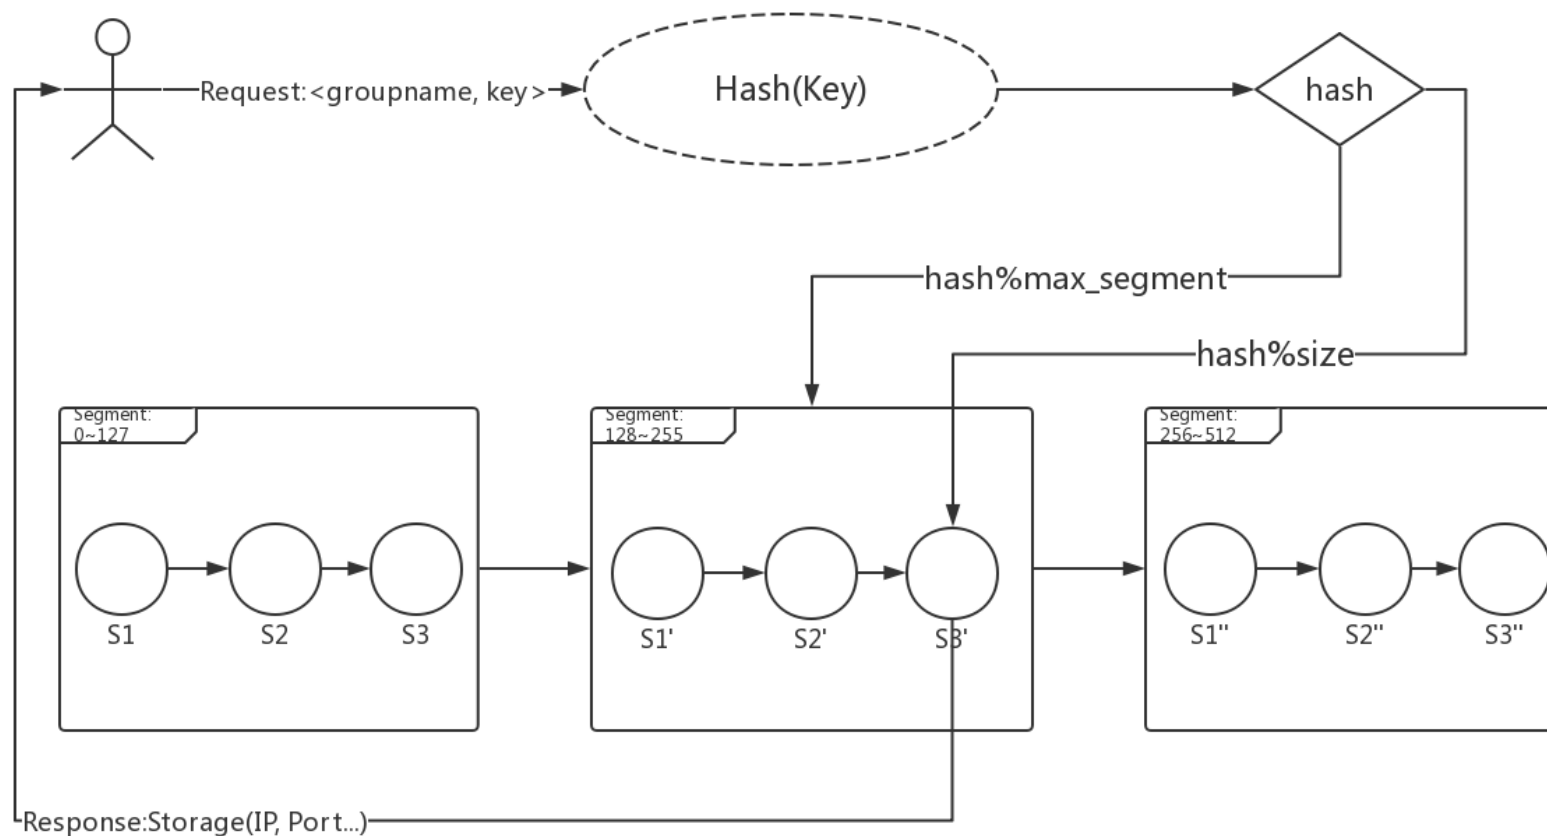 Request:<groupname, key>
Hash(Key)
hash
hash%max_segment
hash%size
Segment:
0~127
Segment:
128~255
Segment:
256~512
S1
S2
S3
S1'
S2'
S3'
S1"
S2"
S3"
Response:Storage(IP, Port...)